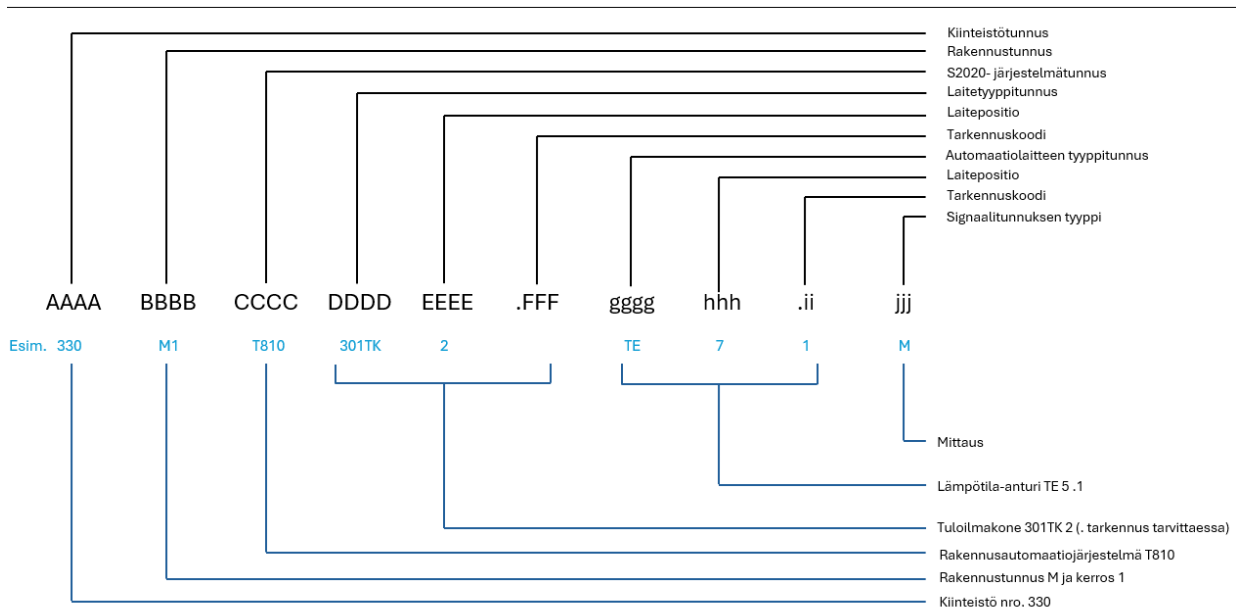 Kiinteistötunnus
Rakennustunnus
S2020- järjestelmätunnus
Laitetyyppitunnus
Laitepositio
Tarkennuskoodi
Automaatiolaitteen tyyppitunnus
Laitepositio
Tarkennuskoodi
Signaalitunnuksen tyyppi
AAAA BBBB CCCC DDDD EEEE .FFF gggg hhh .ii jjj
Esim. 330 M1 T810 301TK 2 TE 7 1 M
Mittaus
Lämpötila-anturi TE 5 .1
Tuloilmakone 301TK 2 (. tarkennus tarvittaessa)
Rakennusautomaatiojärjestelmä T810
Rakennustunnus M ja kerros 1
Kiinteistö nro. 330